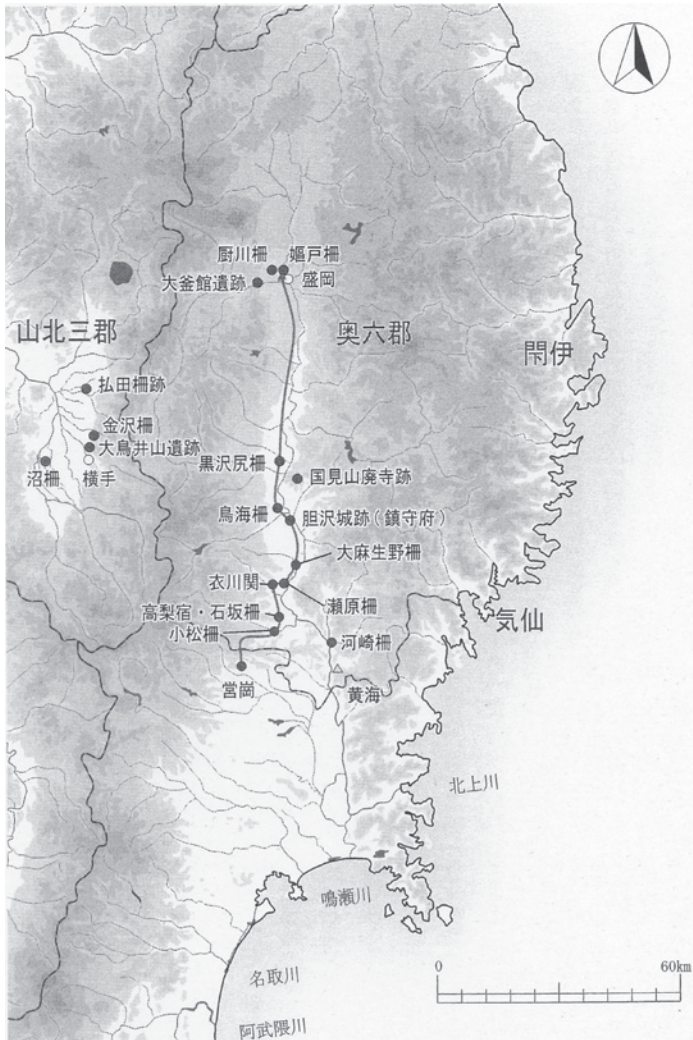 厨川柵
嫗戸柵
大釜館遺跡
盛岡
山北三郡
奥六郡
閇伊
払田柵跡
金沢柵
大鳥井山遺跡
沼柵
横手
黒沢尻柵
国見山廃寺跡
鳥海柵
胆沢城跡(鎮守府)
大麻生野柵
衣川関
瀬原柵
高梨宿・石坂柵
小松柵
河崎柵
気仙
営崗
黄海
北上川
鳴瀬川
名取川
阿武隈川
0
60km